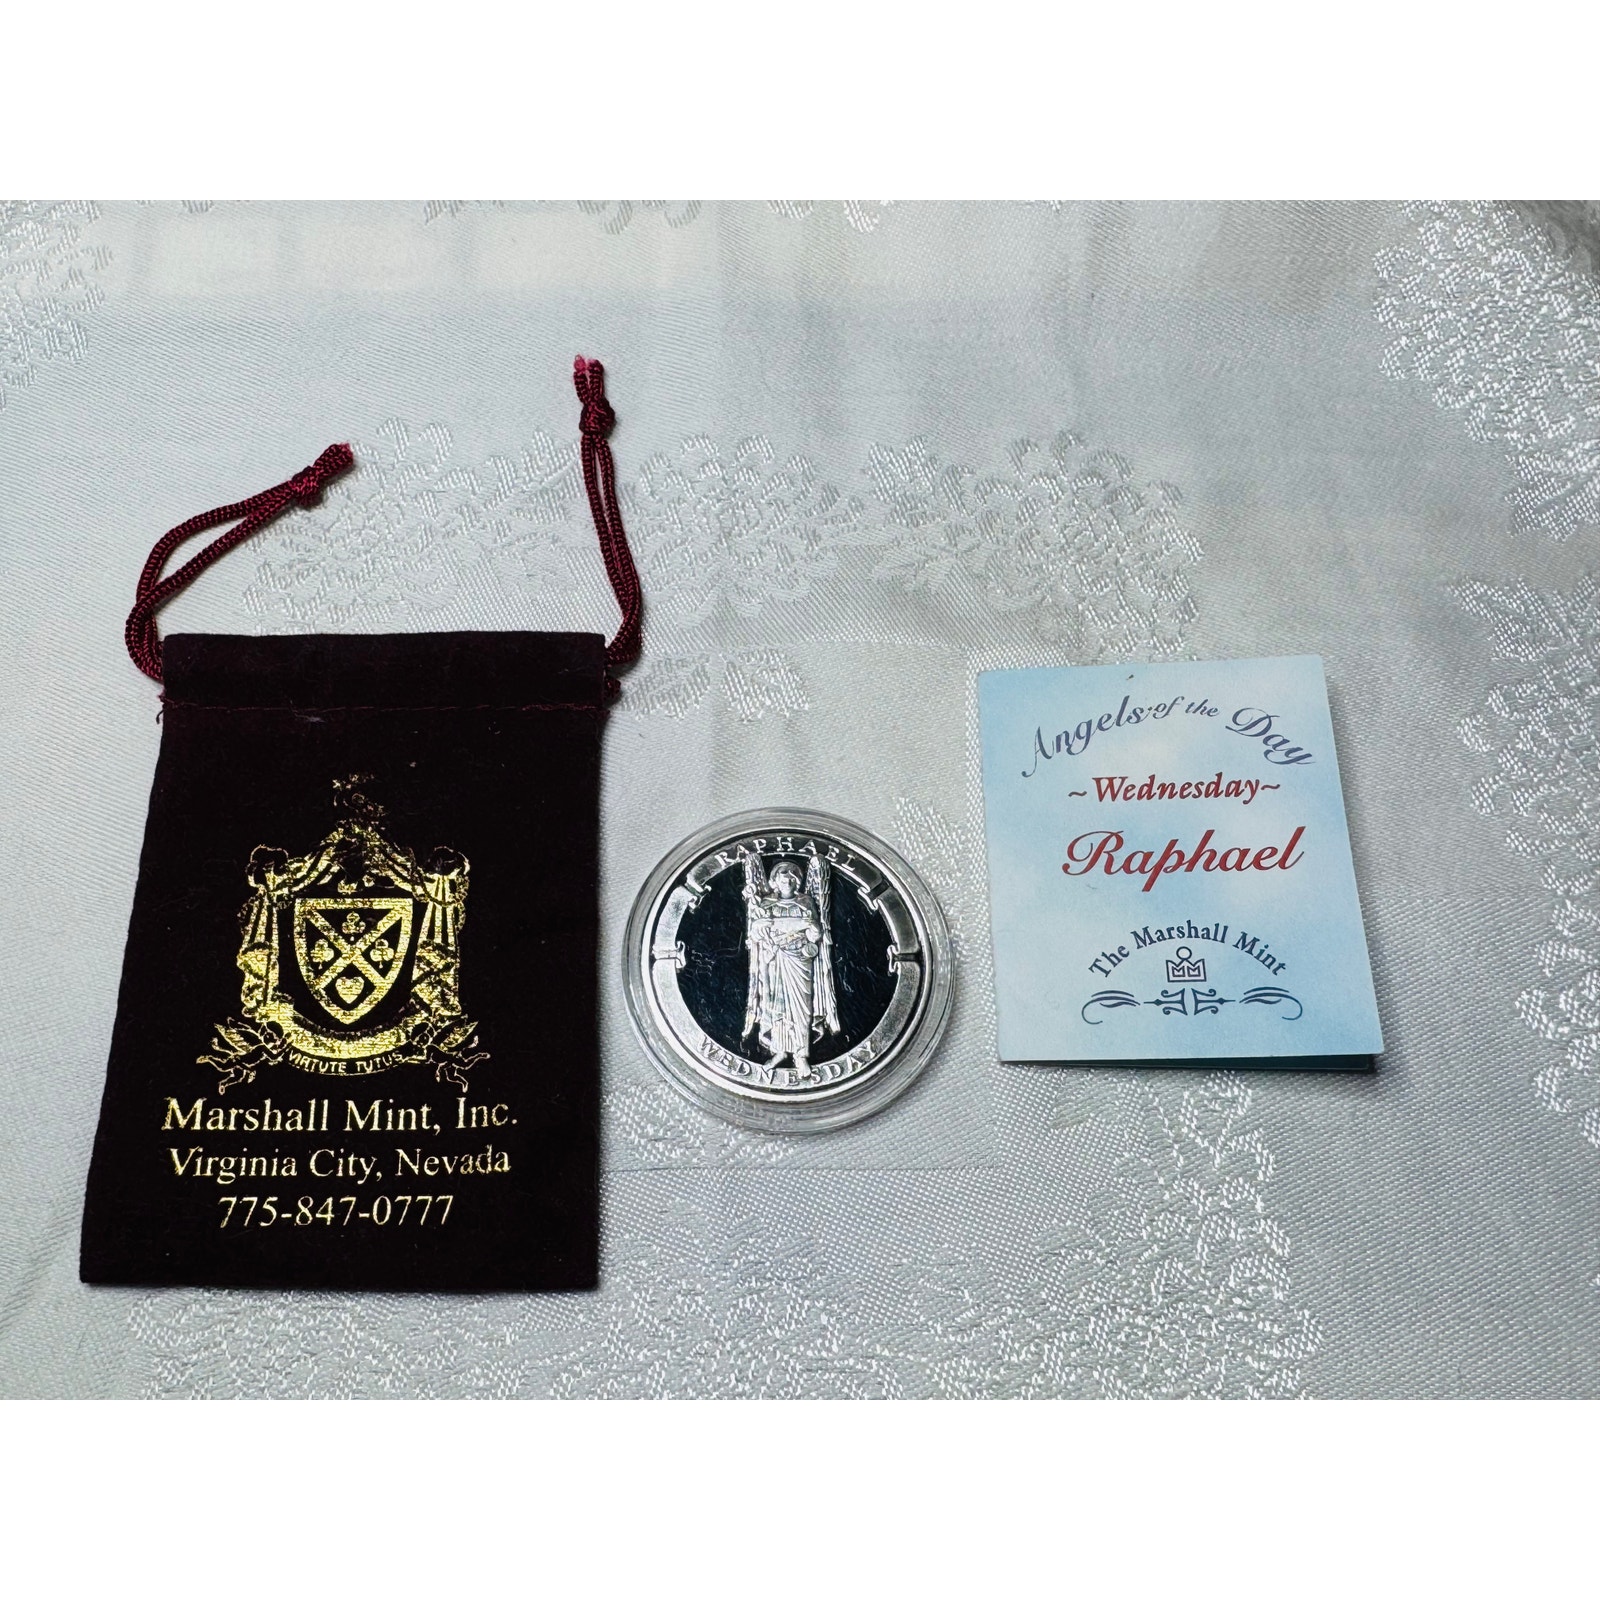 VIRTUTE TUTUS
Marshall Mint, Inc.
Virginia City, Nevada
775-847-0777
RAPHAEL
WEDNESDAY
Angels of the Day
~Wednesday~
Raphael
The Marshall Mint
MM